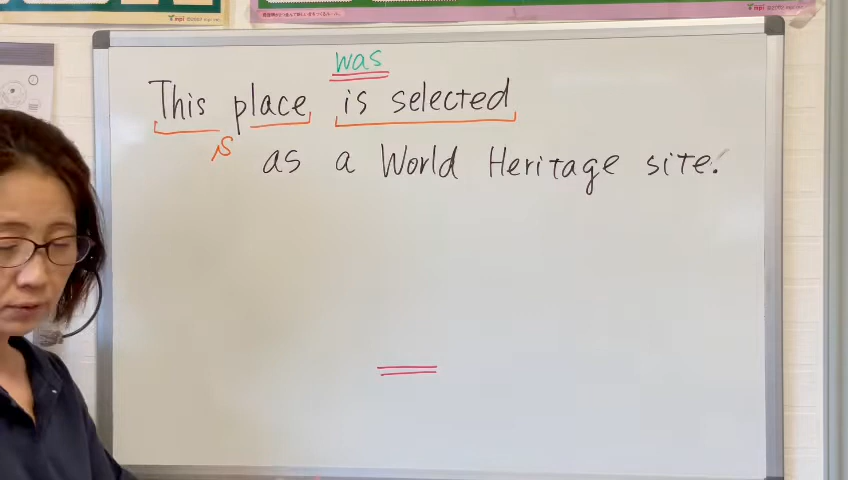 was
This place is selected
S
as a World Heritage site.